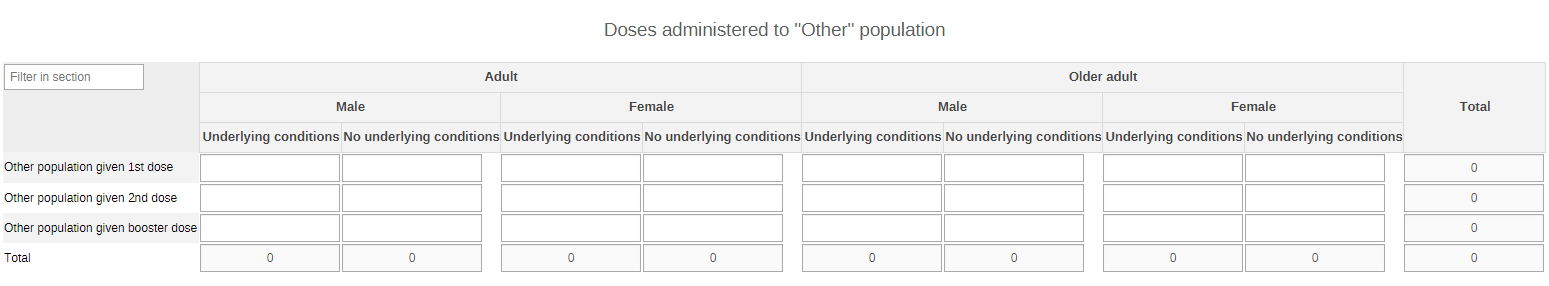 Doses administered to "Other" population
Filter in section
Adult Older adult
Male Female Male Female Total
Underlying conditions No underlying conditions Underlying conditions No underlying conditions Underlying conditions No underlying conditions Underlying conditions No underlying conditions
Other population given 1st dose 0
Other population given 2nd dose 0
Other population given booster dose 0
Total 0 0 0 0 0 0 0 0 0